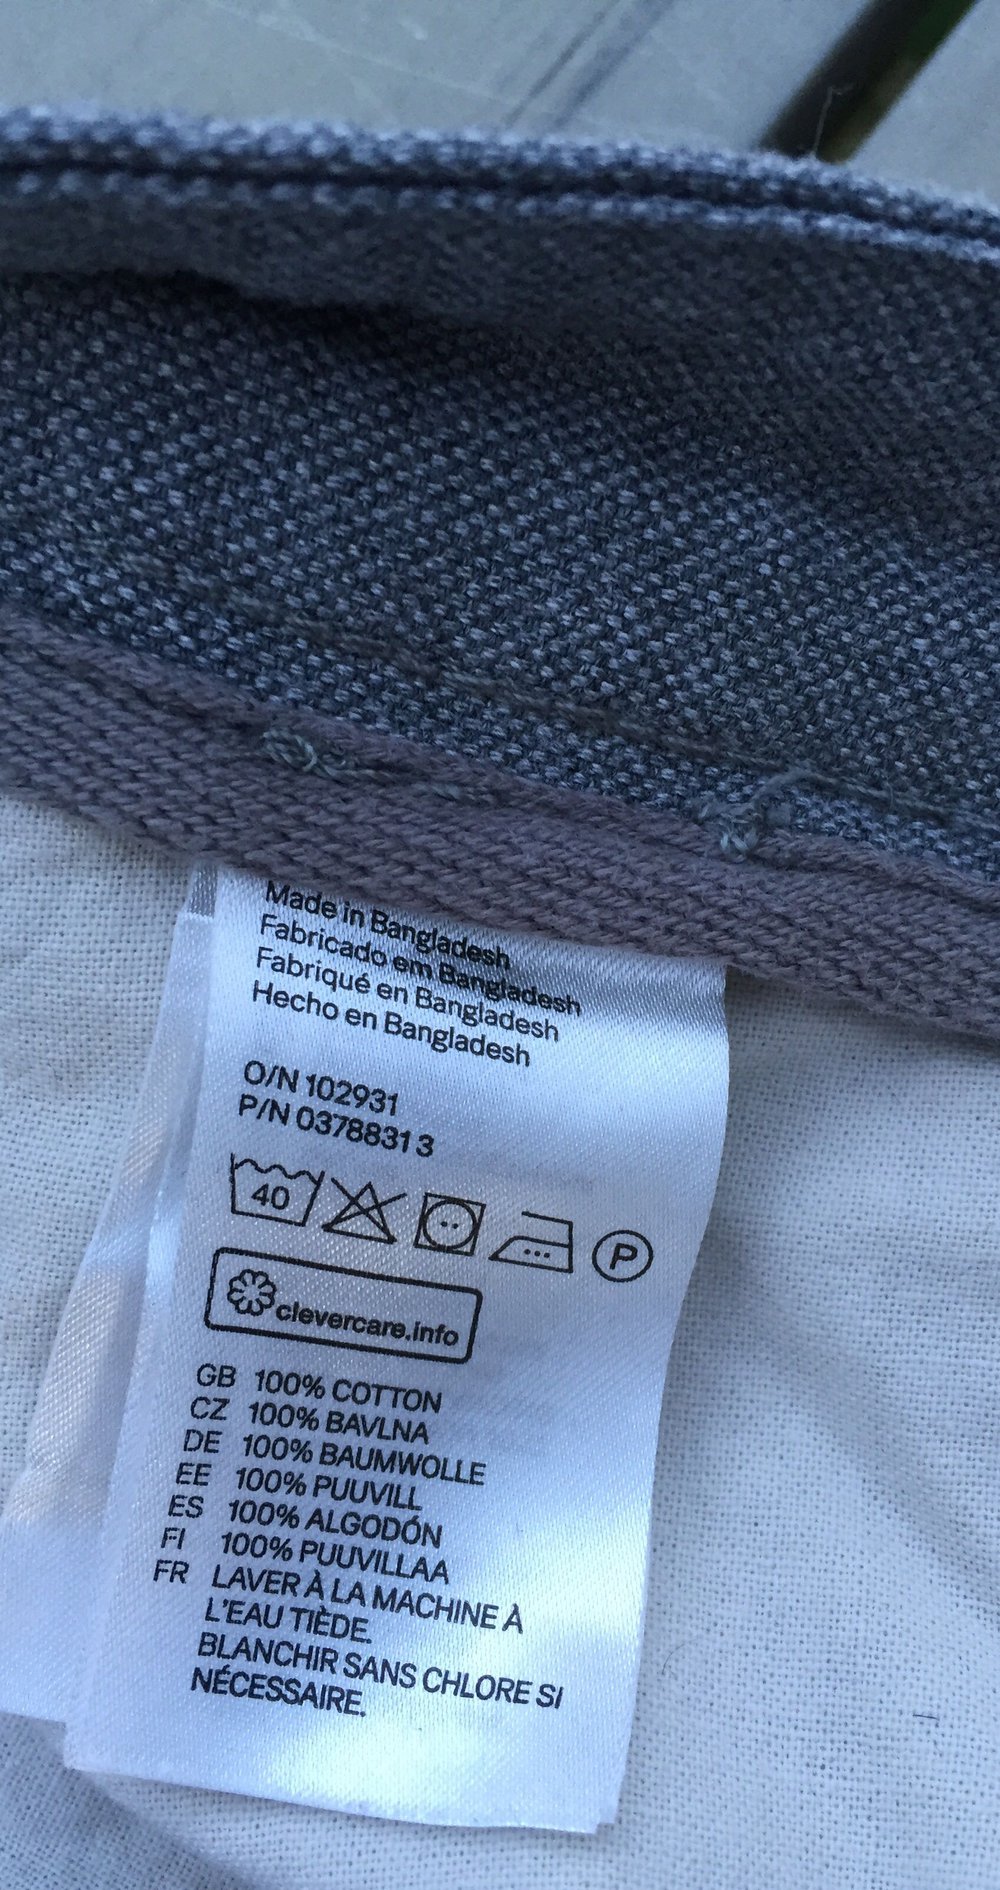 Made in Bangladesh
Fabricado em Bangladesh
Fabriqué en Bangladesh
Hecho en Bangladesh
O/N 102931
P/N 0378831 3
40 P
clevercare.info
GB 100% COTTON
CZ 100% BAVLNA
DE 100% BAUMWOLLE
EE 100% PUUVILL
ES 100% ALGODÓN
FI 100% PUUVILLAA
FR LAVER À LA MACHINE À
L'EAU TIÈDE.
BLANCHIR SANS CHLORE SI
NÉCESSAIRE.